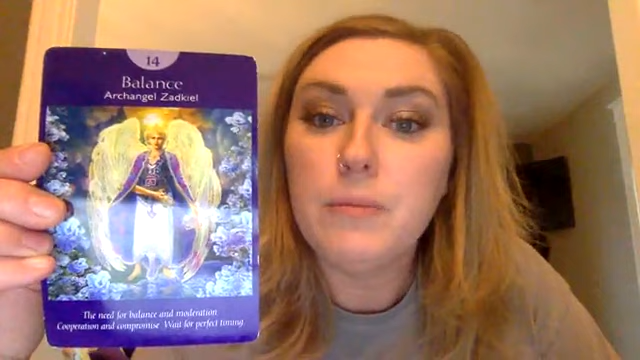 14
Balance
Archangel Zadkiel
The need for balance and moderation
Cooperation and compromise Wait for perfect timing.